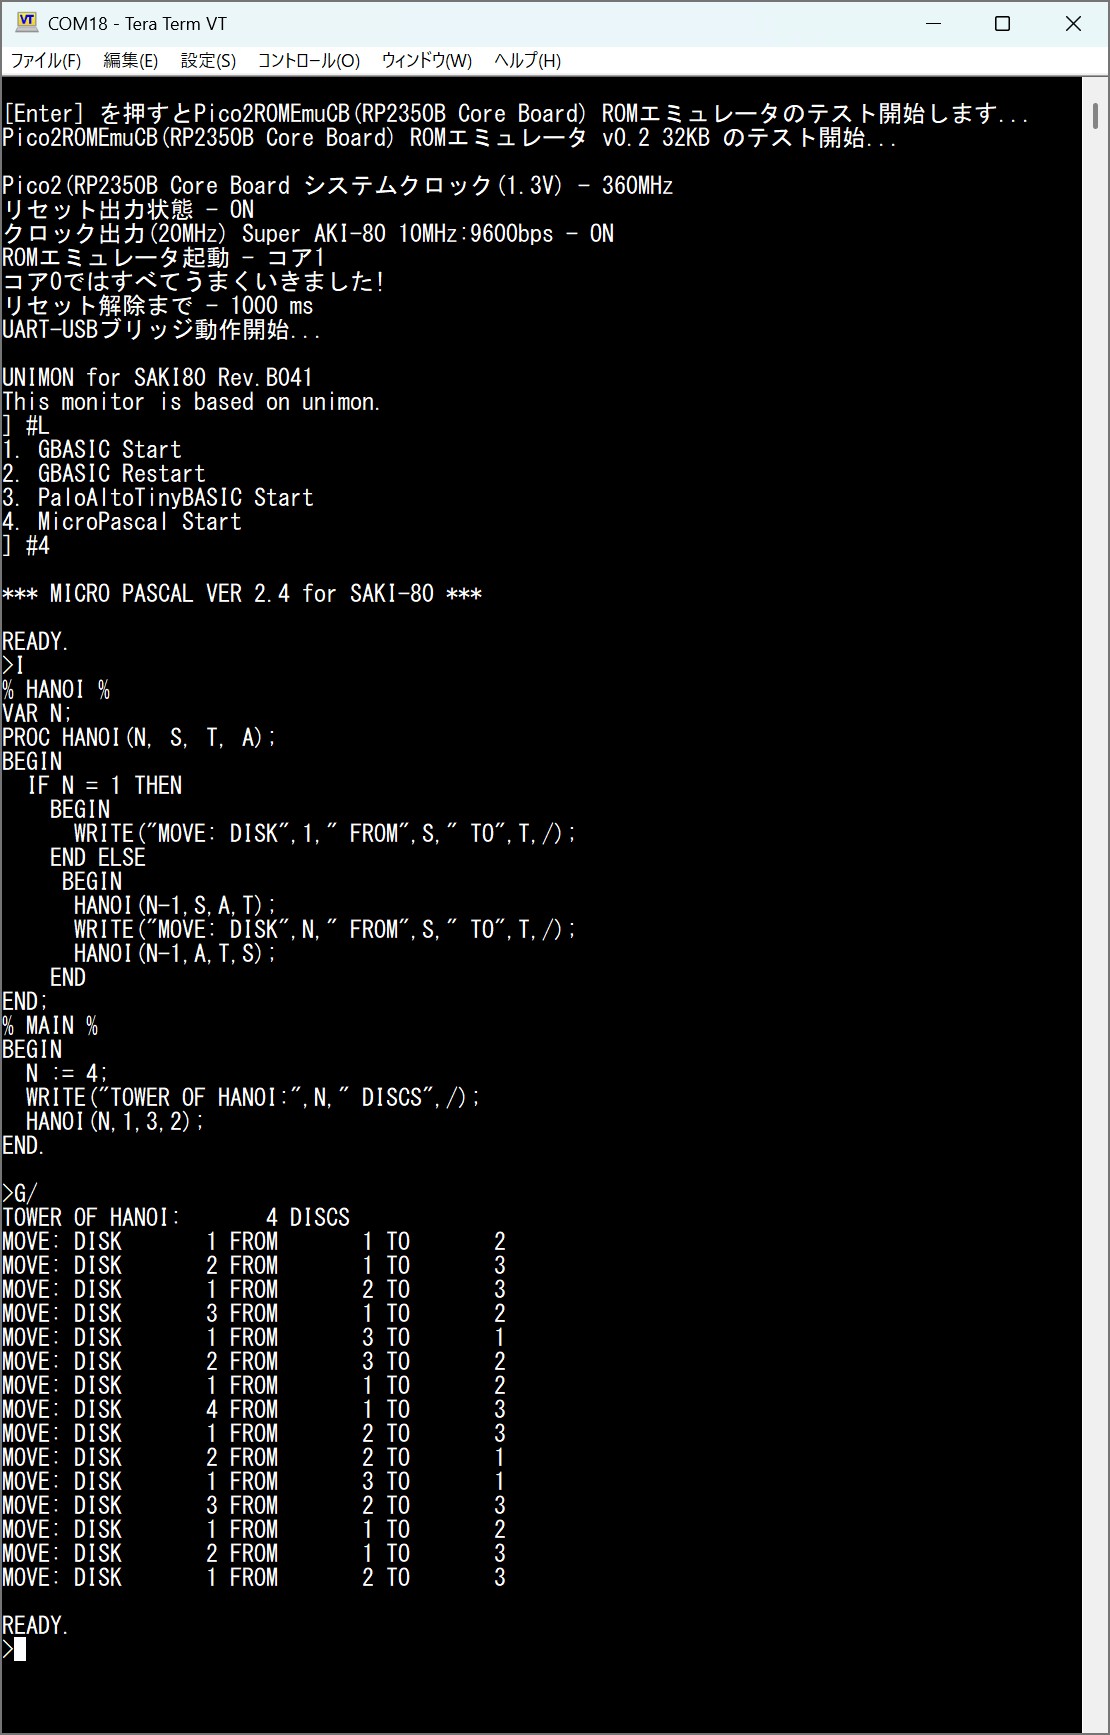 COM18 - Tera Term VT
ファイル(F) 編集(E) 設定(S) コントロール(O) ウィンドウ(W) ヘルプ(H)
[Enter] を押すとPico2ROMEmuCB(RP2350B Core Board) ROMエミュレータのテスト開始します...
Pico2ROMEmuCB(RP2350B Core Board) ROMエミュレータ v0.2 32KB のテスト開始...
Pico2(RP2350B Core Board システムクロック(1.3V) - 360MHz
リセット出力状態 - ON
クロック出力(20MHz) Super AKI-80 10MHz:9600bps - ON
ROMエミュレータ起動 - コア1
コア0ではすべてうまくいきました!
リセット解除まで - 1000 ms
UART-USBブリッジ動作開始...
UNIMON for SAKI80 Rev.B041
This monitor is based on unimon.
] #L
1. GBASIC Start
2. GBASIC Restart
3. PaloAltoTinyBASIC Start
4. MicroPascal Start
] #4
*** MICRO PASCAL VER 2.4 for SAKI-80 ***
READY.
>I
% HANOI %
VAR N;
PROC HANOI(N, S, T, A);
BEGIN
  IF N = 1 THEN
    BEGIN
      WRITE("MOVE: DISK",1," FROM",S," TO",T,/);
    END ELSE
     BEGIN
      HANOI(N-1,S,A,T);
      WRITE("MOVE: DISK",N," FROM",S," TO",T,/);
      HANOI(N-1,A,T,S);
    END
END;
% MAIN %
BEGIN
  N := 4;
  WRITE("TOWER OF HANOI:",N," DISCS",/);
  HANOI(N,1,3,2);
END.
>G/
TOWER OF HANOI:       4 DISCS
MOVE: DISK       1 FROM       1 TO       2
MOVE: DISK       2 FROM       1 TO       3
MOVE: DISK       1 FROM       2 TO       3
MOVE: DISK       3 FROM       1 TO       2
MOVE: DISK       1 FROM       3 TO       1
MOVE: DISK       2 FROM       3 TO       2
MOVE: DISK       1 FROM       1 TO       2
MOVE: DISK       4 FROM       1 TO       3
MOVE: DISK       1 FROM       2 TO       3
MOVE: DISK       2 FROM       2 TO       1
MOVE: DISK       1 FROM       3 TO       1
MOVE: DISK       3 FROM       2 TO       3
MOVE: DISK       1 FROM       1 TO       2
MOVE: DISK       2 FROM       1 TO       3
MOVE: DISK       1 FROM       2 TO       3
READY.
>